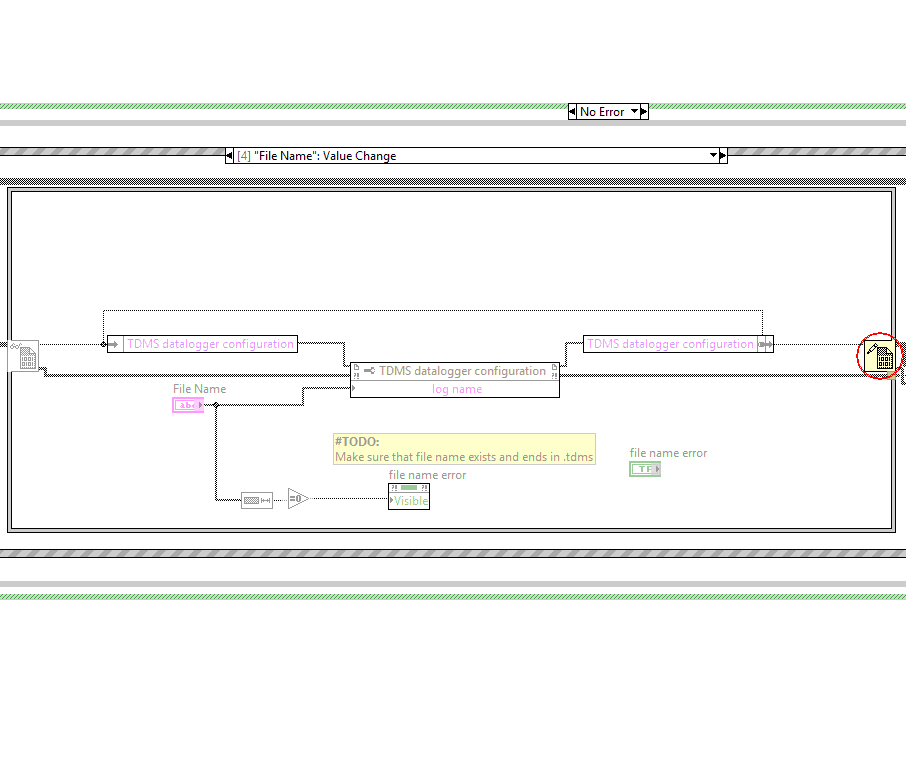 No Error
[4] "File Name": Value Change
TDMS datalogger configuration
TDMS datalogger configuration
TDMS datalogger configuration
log name
File Name
abc
#TODO:
Make sure that file name exists and ends in .tdms
file name error
TF
file name error
=0
Visible